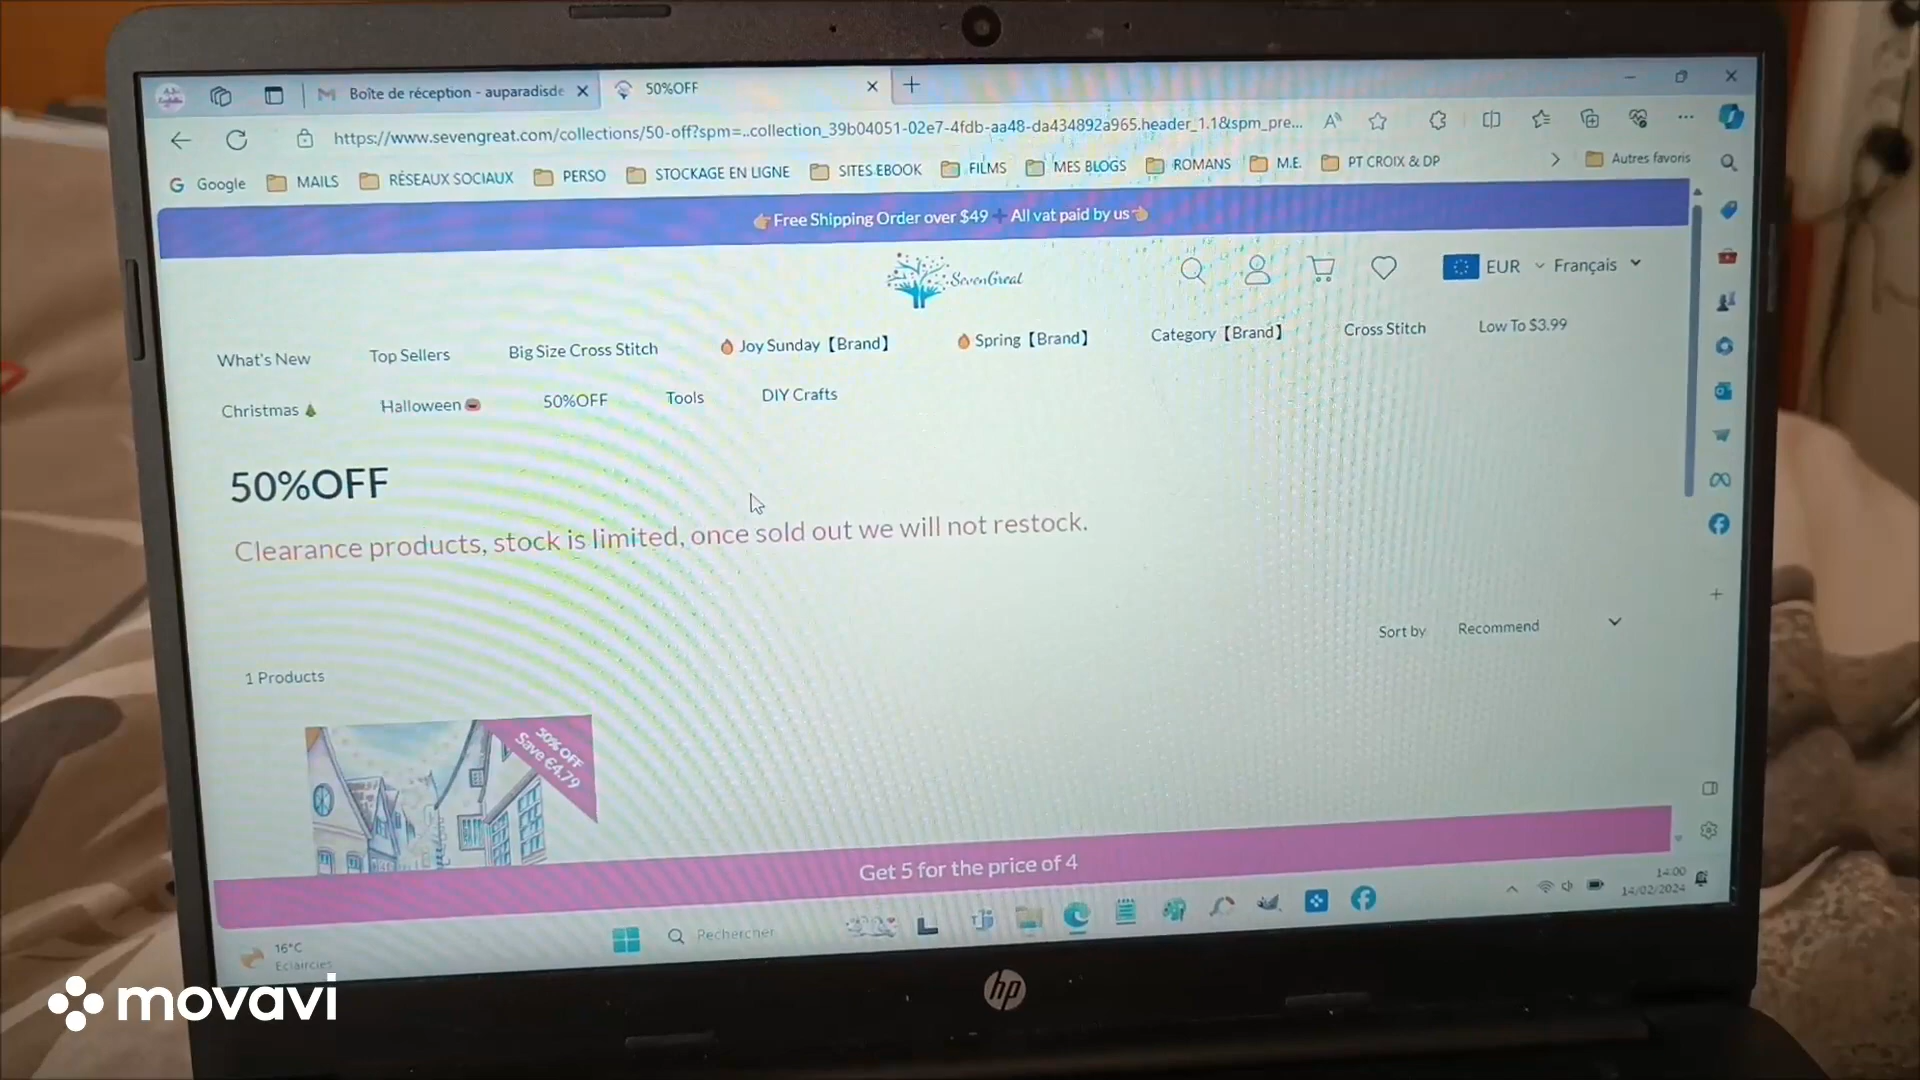 Boîte de réception - auparadisde
50%OFF
https://www.sevengreat.com/collections/50-off?spm=..collection_39b04051-02e7-4fdb-aa48-da434892a965.header_1.1&spm_pre...
Google MAILS RÉSEAUX SOCIAUX PERSO STOCKAGE EN LIGNE SITES EBOOK FILMS MES BLOGS ROMANS M.E. PT CROIX & DP Autres favoris
👉Free Shipping Order over $49➕All vat paid by us👈
SevenGreat
EUR Français
What's New Top Sellers Big Size Cross Stitch Joy Sunday【Brand】 Spring【Brand】 Category【Brand】 Cross Stitch Low To $3.99
Christmas Halloween 50%OFF Tools DIY Crafts
50%OFF
Clearance products, stock is limited, once sold out we will not restock.
Sort by Recommend
1 Products
50% OFF
Save €4.79
Get 5 for the price of 4
16°C
Eclaircies
Rechercher
14:00
14/02/2024
hp
movavi